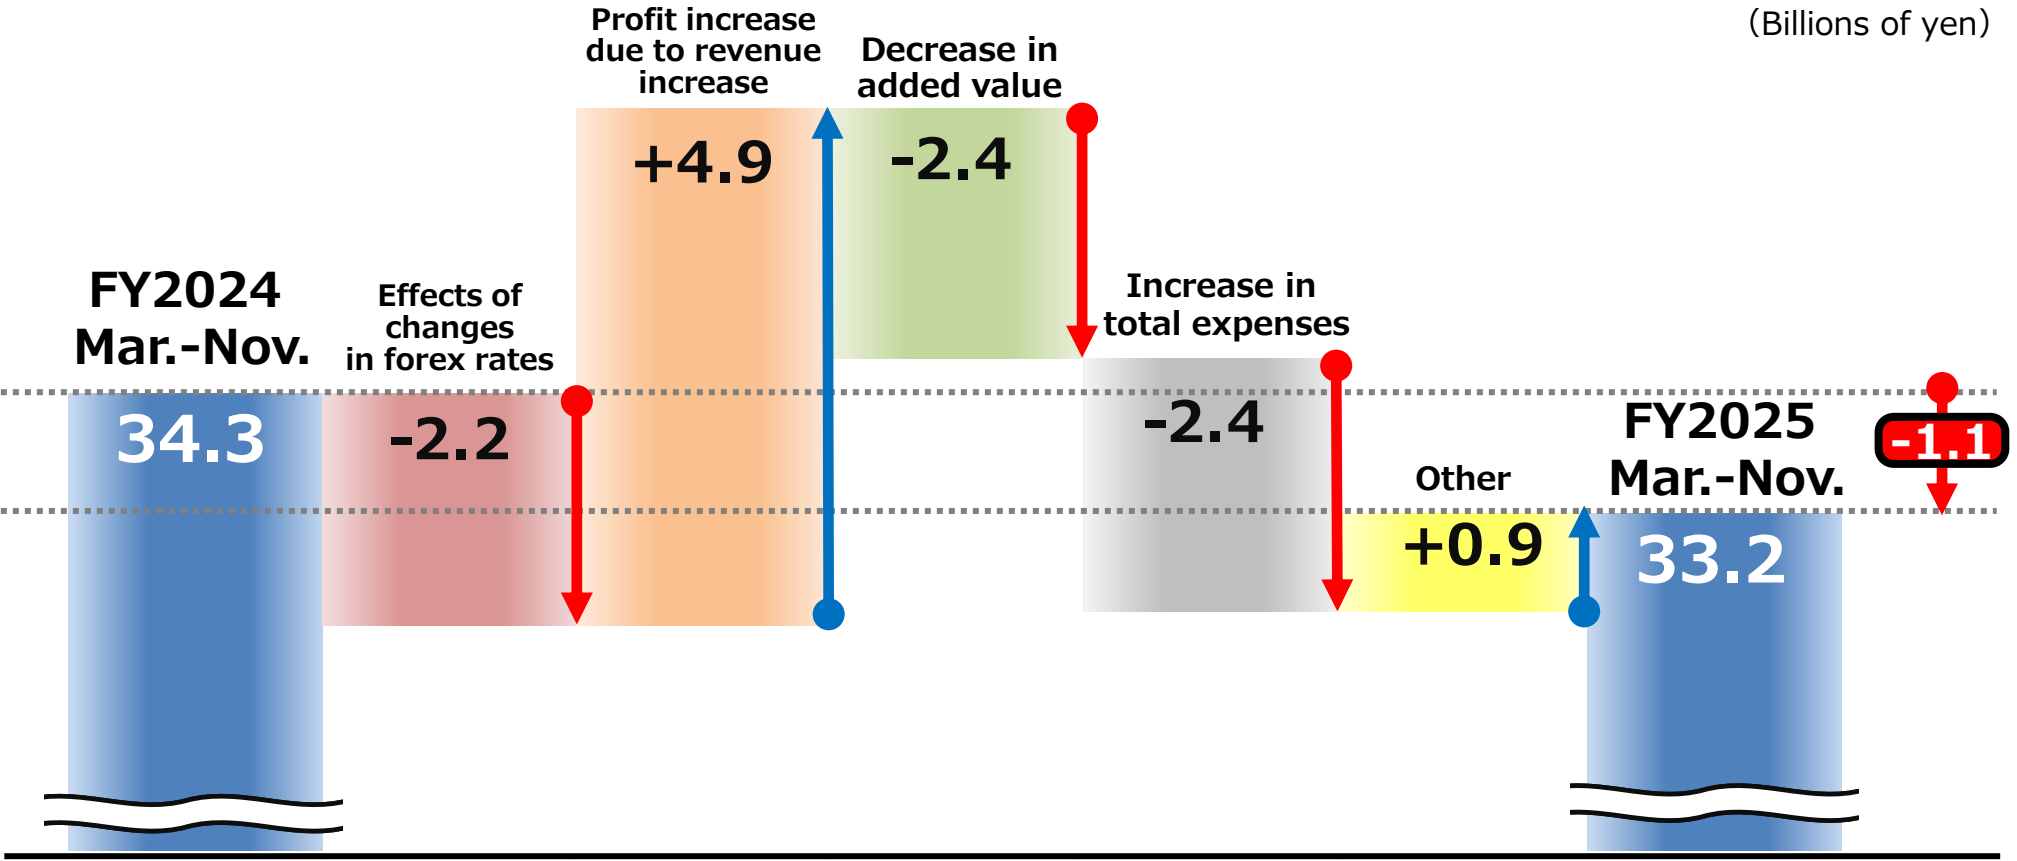 (Billions of yen)
Profit increase
due to revenue
increase
Decrease in
added value
+4.9
-2.4
FY2024
Mar.-Nov.
Effects of
changes
in forex rates
Increase in
total expenses
34.3
-2.2
-2.4
FY2025
Mar.-Nov.
-1.1
Other
+0.9
33.2